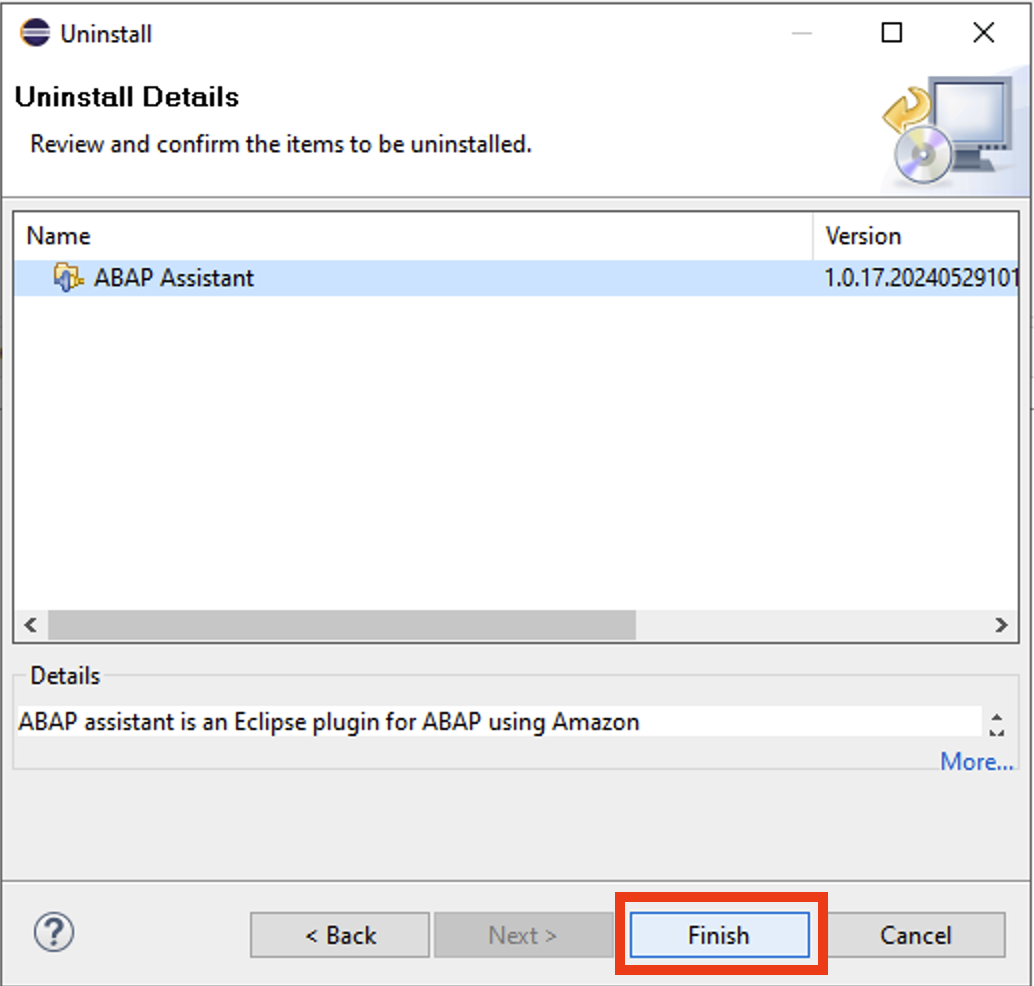 Uninstall
Uninstall Details
Review and confirm the items to be uninstalled.
Name Version
ABAP Assistant 1.0.17.20240529101
Details
ABAP assistant is an Eclipse plugin for ABAP using Amazon
More...
? < Back Next > Finish Cancel